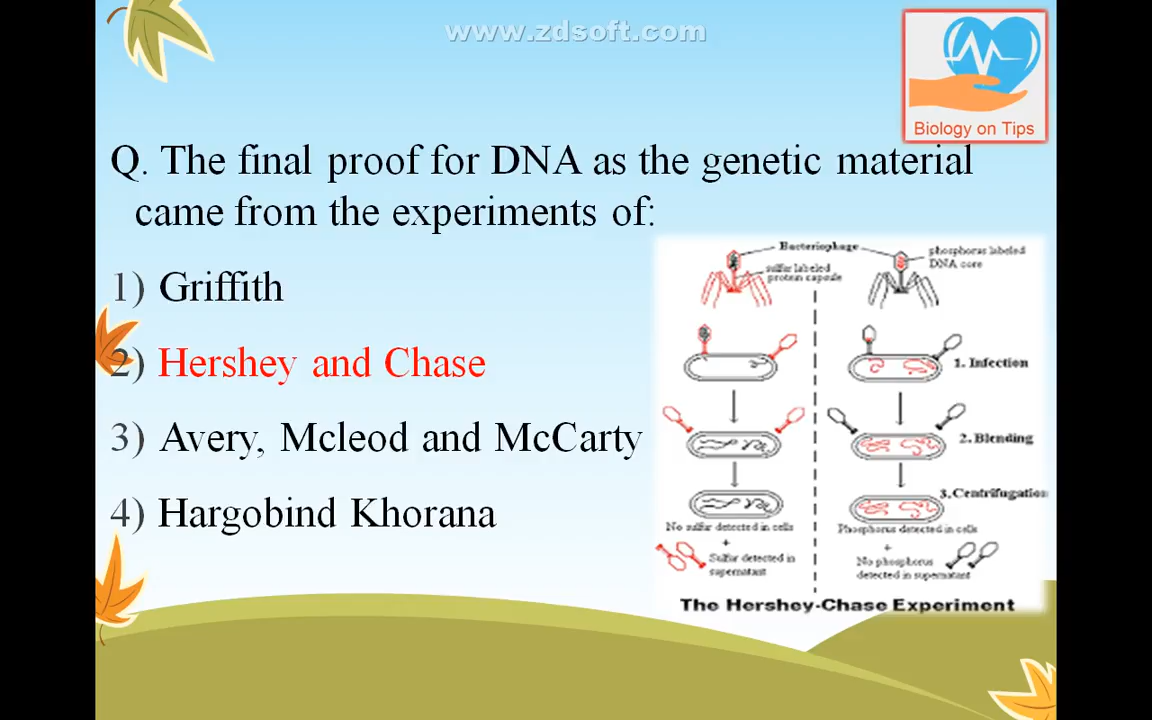 www.zdsoft.com
Biology on Tips
Q. The final proof for DNA as the genetic material
came from the experiments of:
1) Griffith
2) Hershey and Chase
3) Avery, Mcleod and McCarty
4) Hargobind Khorana
Bacteriophage
sulfur labeled
protein capsule
phosphorus labeled
DNA core
1. Infection
2. Blending
3. Centrifugation
No sulfur detected in cells
+
Sulfur detected in
supernatant
Phosphorus detected in cells
+
No phosphorus
detected in supernatant
The Hershey-Chase Experiment